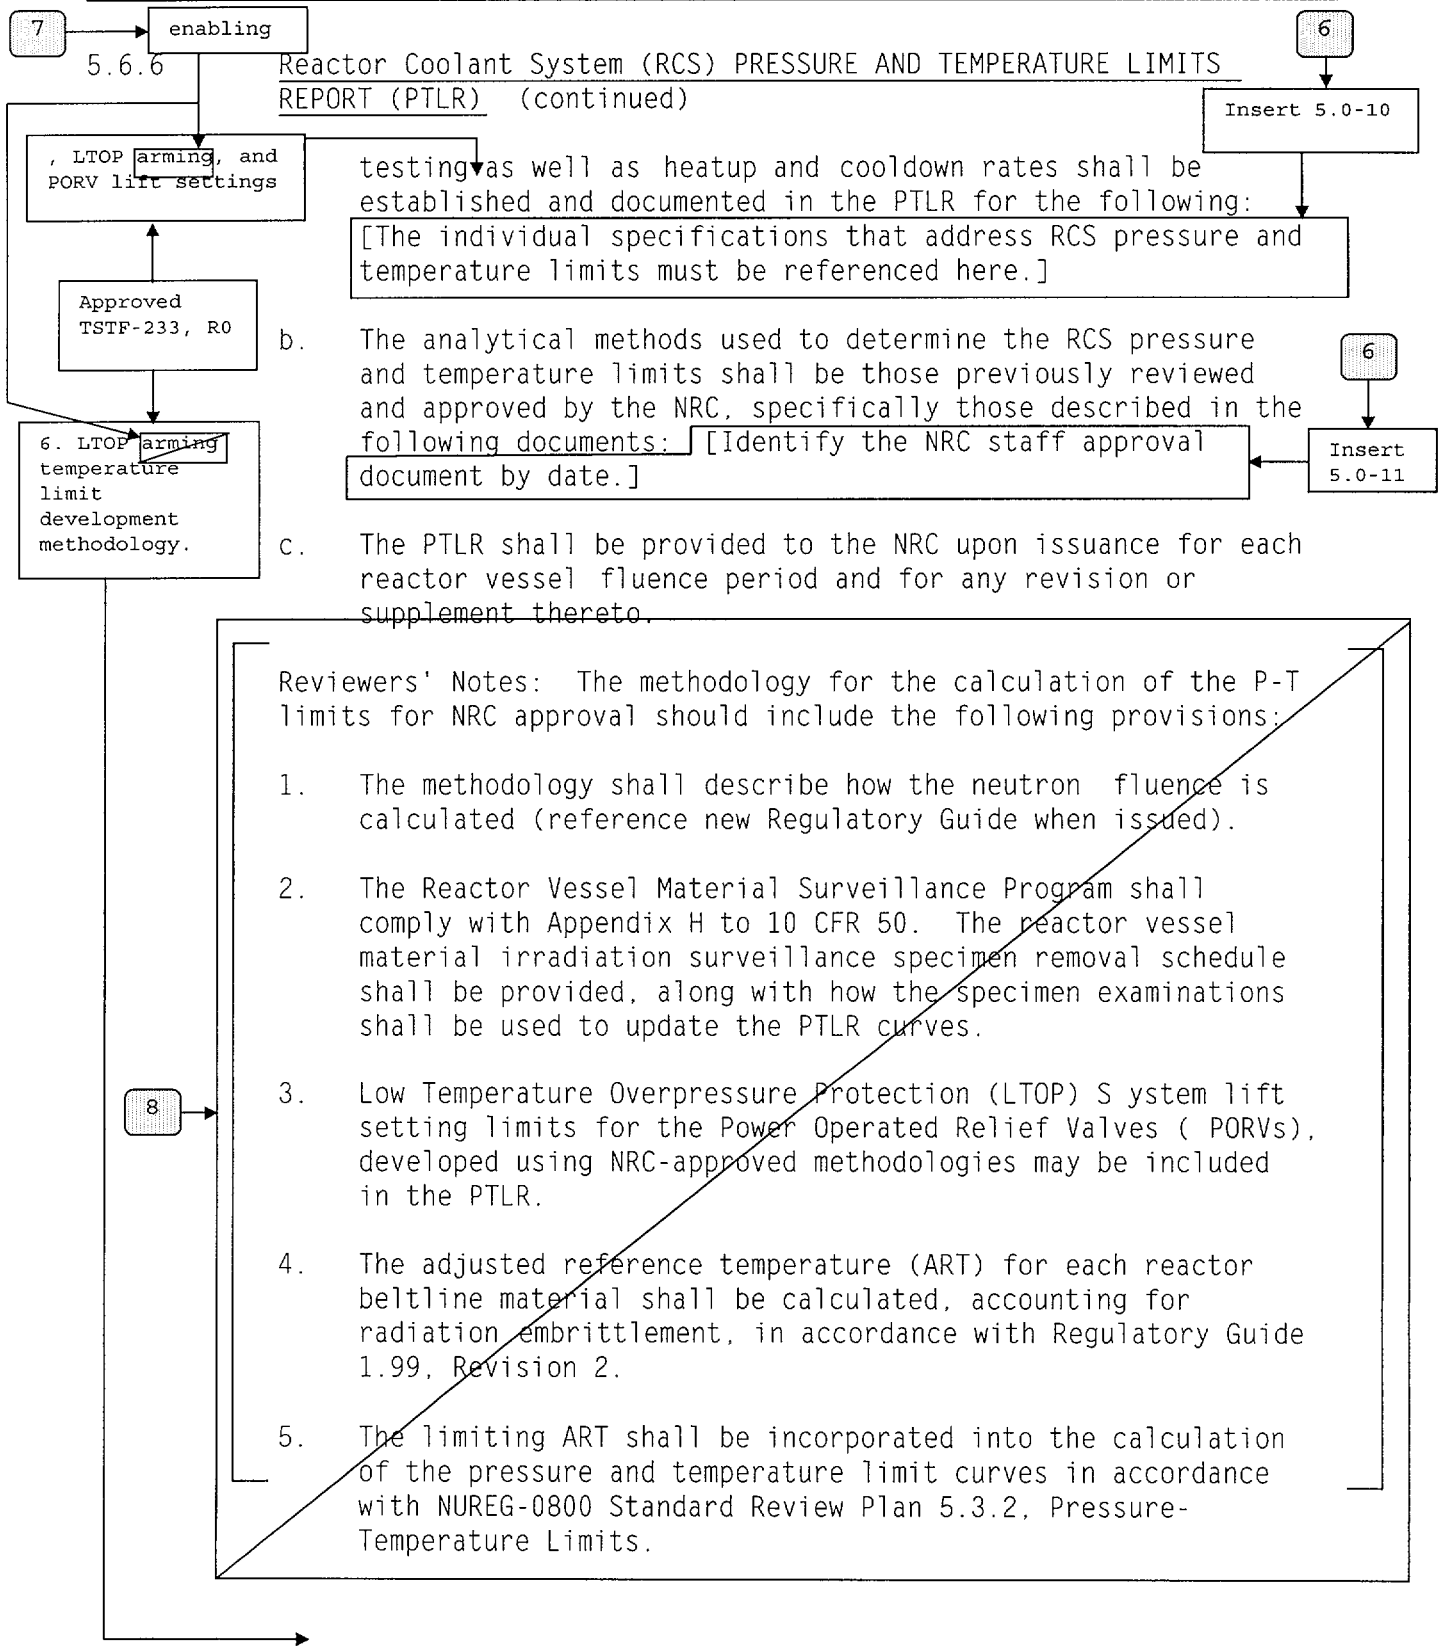 7
enabling
6
5.6.6 Reactor Coolant System (RCS) PRESSURE AND TEMPERATURE LIMITS
REPORT (PTLR) (continued)
Insert 5.0-10
, LTOP arming, and
PORV lift settings
testing as well as heatup and cooldown rates shall be
established and documented in the PTLR for the following:
[The individual specifications that address RCS pressure and
temperature limits must be referenced here.]
Approved
TSTF-233, R0
b. The analytical methods used to determine the RCS pressure
and temperature limits shall be those previously reviewed
and approved by the NRC, specifically those described in the
following documents: [Identify the NRC staff approval
document by date.]
6
Insert
5.0-11
6. LTOP arming
temperature
limit
development
methodology.
c. The PTLR shall be provided to the NRC upon issuance for each
reactor vessel fluence period and for any revision or
supplement thereto.
Reviewers' Notes: The methodology for the calculation of the P-T
limits for NRC approval should include the following provisions:
1. The methodology shall describe how the neutron fluence is
calculated (reference new Regulatory Guide when issued).
2. The Reactor Vessel Material Surveillance Program shall
comply with Appendix H to 10 CFR 50. The reactor vessel
material irradiation surveillance specimen removal schedule
shall be provided, along with how the specimen examinations
shall be used to update the PTLR curves.
8
3. Low Temperature Overpressure Protection (LTOP) S ystem lift
setting limits for the Power Operated Relief Valves ( PORVs),
developed using NRC-approved methodologies may be included
in the PTLR.
4. The adjusted reference temperature (ART) for each reactor
beltline material shall be calculated, accounting for
radiation embrittlement, in accordance with Regulatory Guide
1.99, Revision 2.
5. The limiting ART shall be incorporated into the calculation
of the pressure and temperature limit curves in accordance
with NUREG-0800 Standard Review Plan 5.3.2, Pressure-
Temperature Limits.